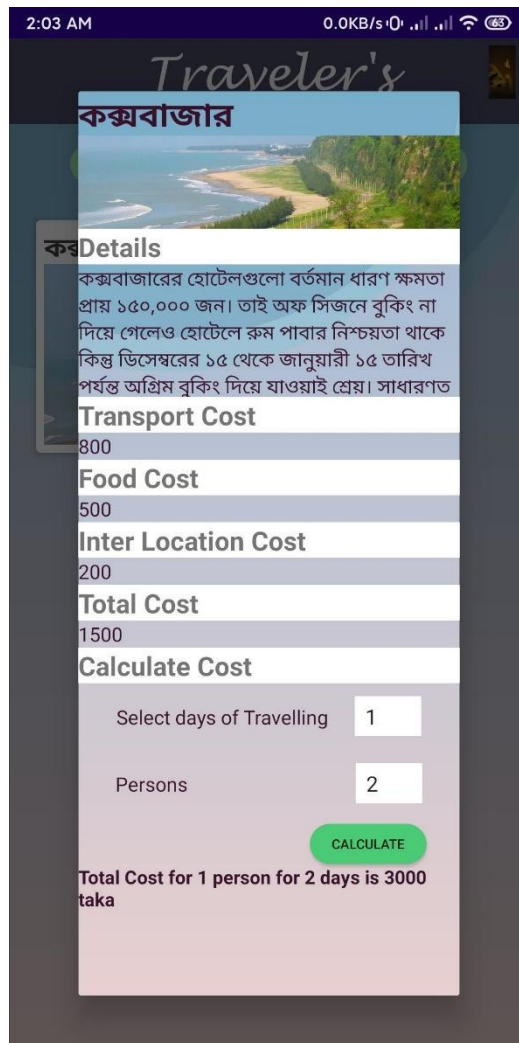 2:03 AM 0.0KB/s 63
Traveler's
কক্সবাজার
Details
কক্সবাজারের হোটেলগুলো বর্তমান ধারণ ক্ষমতা
প্রায় ১৫০,০০০ জন। তাই অফ সিজনে বুকিং না
দিয়ে গেলেও হোটেলে রুম পাবার নিশ্চয়তা থাকে
কিন্তু ডিসেম্বরের ১৫ থেকে জানুয়ারী ১৫ তারিখ
পর্যন্ত অগ্রিম বুকিং দিয়ে যাওয়াই শ্রেয়। সাধারণত
Transport Cost
800
Food Cost
500
Inter Location Cost
200
Total Cost
1500
Calculate Cost
Select days of Travelling 1
Persons 2
CALCULATE
Total Cost for 1 person for 2 days is 3000
taka